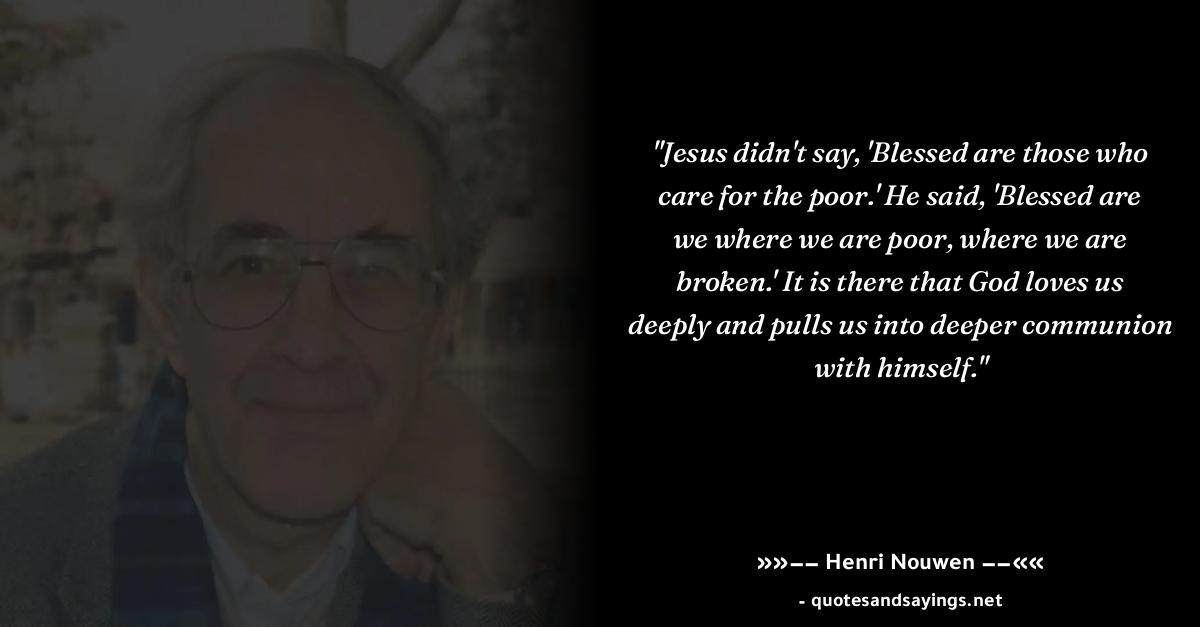 "Jesus didn't say, 'Blessed are those who
care for the poor.' He said, 'Blessed are
we where we are poor, where we are
broken.' It is there that God loves us
deeply and pulls us into deeper communion
with himself."
»»−− Henri Nouwen −−««
- quotesandsayings.net